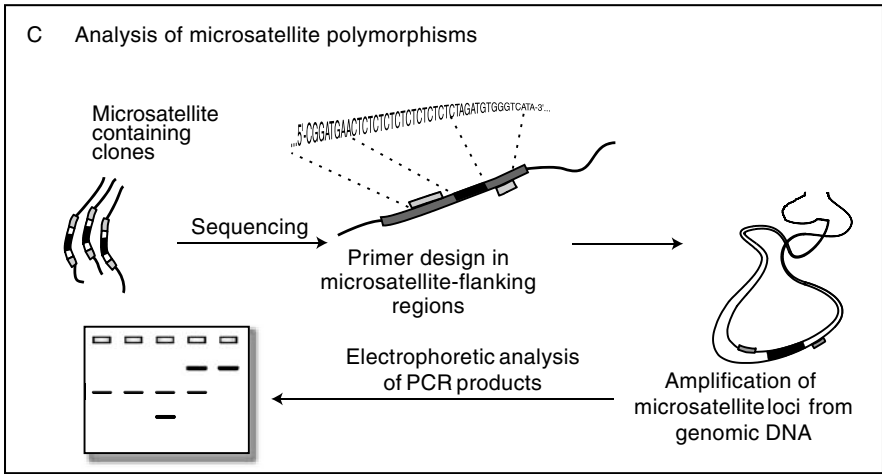 C Analysis of microsatellite polymorphisms
Microsatellite
containing
clones
...5'-CGGATGAACTCTCTCTCTCTCTCTCTCTAGATGTGGGTCATA-3'...
Sequencing
Primer design in
microsatellite-flanking
regions
Electrophoretic analysis
of PCR products
Amplification of
microsatellite loci from
genomic DNA